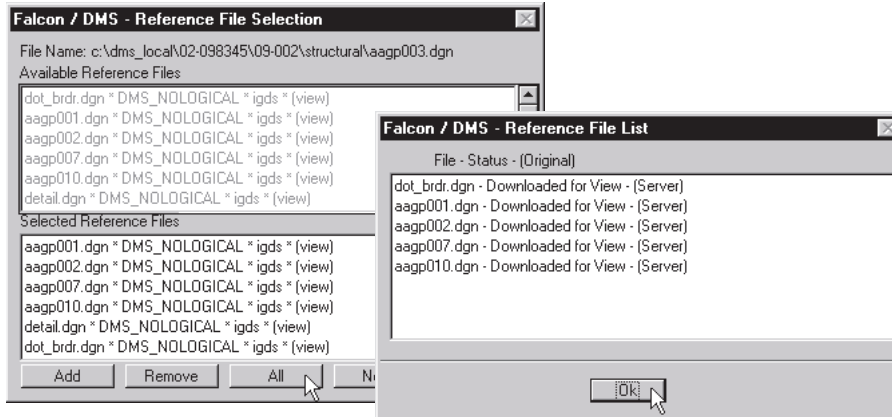 Falcon / DMS - Reference File Selection
File Name: c:\dms_local\02-098345\09-002\structural\aagp003.dgn
Available Reference Files
dot_brdr.dgn * DMS_NOLOGICAL * igds * (view)
aagp001.dgn * DMS_NOLOGICAL * igds * (view)
aagp002.dgn * DMS_NOLOGICAL * igds * (view)
aagp007.dgn * DMS_NOLOGICAL * igds * (view)
aagp010.dgn * DMS_NOLOGICAL * igds * (view)
detail.dgn * DMS_NOLOGICAL * igds * (view)
Selected Reference Files
aagp001.dgn * DMS_NOLOGICAL * igds * (view)
aagp002.dgn * DMS_NOLOGICAL * igds * (view)
aagp007.dgn * DMS_NOLOGICAL * igds * (view)
aagp010.dgn * DMS_NOLOGICAL * igds * (view)
detail.dgn * DMS_NOLOGICAL * igds * (view)
dot_brdr.dgn * DMS_NOLOGICAL * igds * (view)
Add Remove All
Falcon / DMS - Reference File List
File - Status - (Original)
dot_brdr.dgn - Downloaded for View - (Server)
aagp001.dgn - Downloaded for View - (Server)
aagp002.dgn - Downloaded for View - (Server)
aagp007.dgn - Downloaded for View - (Server)
aagp010.dgn - Downloaded for View - (Server)
Ok